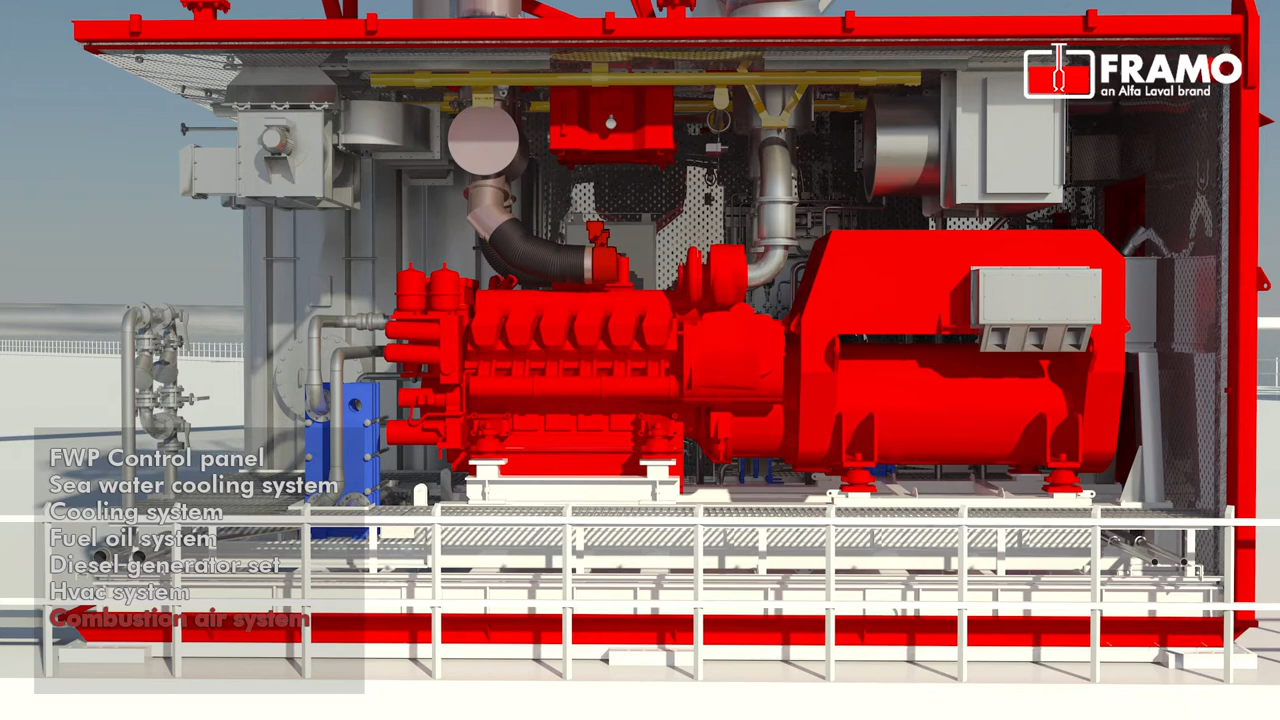 FRAMO
an Alfa Laval brand
FWP Control panel
Sea water cooling system
Cooling system
Fuel oil system
Diesel generator set
Hvac system
Combustion air system